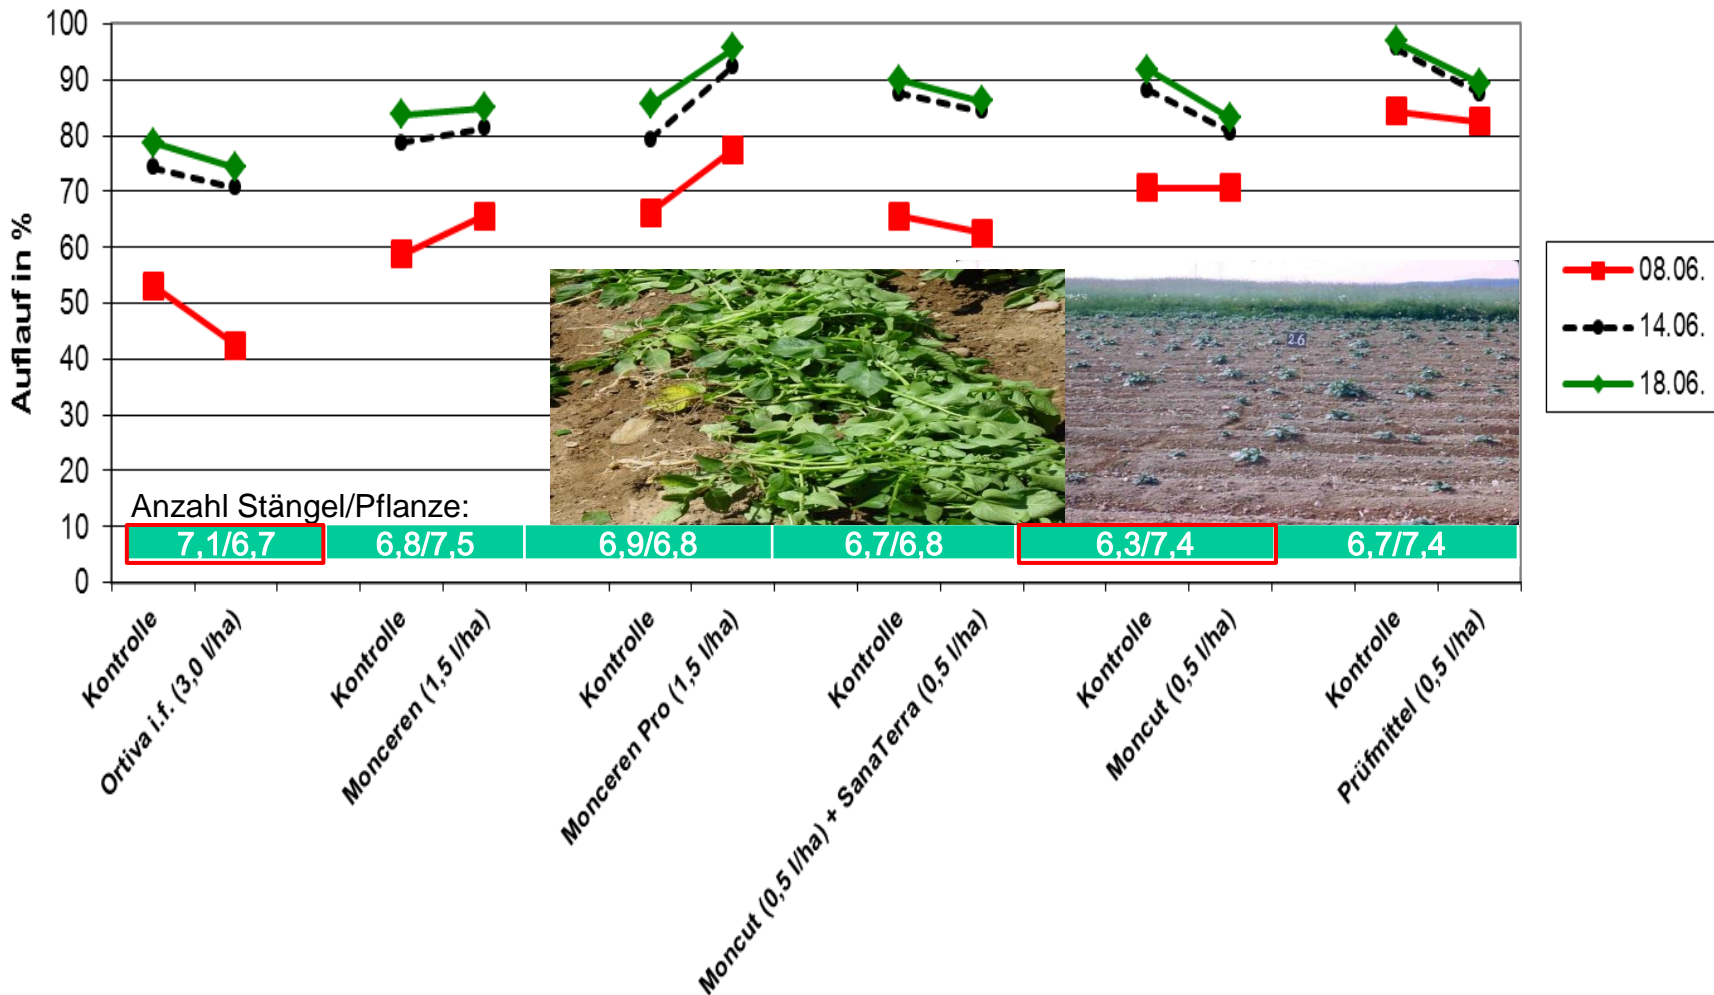 100
90
80
70
60
50
40
30
20
10
0
Auflauf in %
08.06.
14.06.
18.06.
2.6
Anzahl Stängel/Pflanze:
7,1/6,7
6,8/7,5
6,9/6,8
6,7/6,8
6,3/7,4
6,7/7,4
Kontrolle
Ortiva i.f. (3,0 l/ha)
Kontrolle
Monceren (1,5 l/ha)
Kontrolle
Monceren Pro (1,5 l/ha)
Kontrolle
Moncut (0,5 l/ha) + SanaTerra (0,5 l/ha)
Kontrolle
Moncut (0,5 l/ha)
Kontrolle
Prüfmittel (0,5 l/ha)